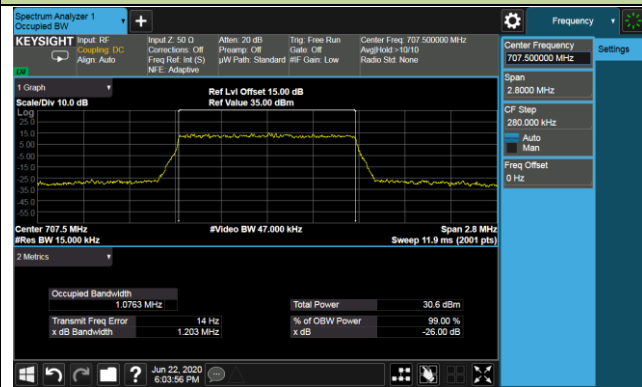 Spectrum Analyzer 1
Occupied BW
Frequency
KEYSIGHT
Input: RF
Coupling: DC
Align: Auto
Input Z: 50 Ω
Corrections: Off
Freq Ref: Int (S)
NFE: Adaptive
Atten: 20 dB
Preamp: Off
µW Path: Standard
Trig: Free Run
Gate: Off
#IF Gain: Low
Center Freq: 707.500000 MHz
Avg|Hold:>10/10
Radio Std: None
Center Frequency
707.500000 MHz
Settings
Span
2.8000 MHz
CF Step
280.000 kHz
Auto
Man
Freq Offset
0 Hz
1 Graph
Scale/Div 10.0 dB
Ref Lvl Offset 15.00 dB
Ref Value 35.00 dBm
Log
25.0
15.0
5.00
-5.00
-15.0
-25.0
-35.0
-45.0
-55.0
Center 707.5 MHz
#Res BW 15.000 kHz
#Video BW 47.000 kHz
Span 2.8 MHz
Sweep 11.9 ms (2001 pts)
2 Metrics
Occupied Bandwidth
1.0763 MHz
Total Power 30.6 dBm
Transmit Freq Error 14 Hz
% of OBW Power 99.00 %
x dB Bandwidth 1.203 MHz
x dB -26.00 dB
Jun 22, 2020
6:03:56 PM